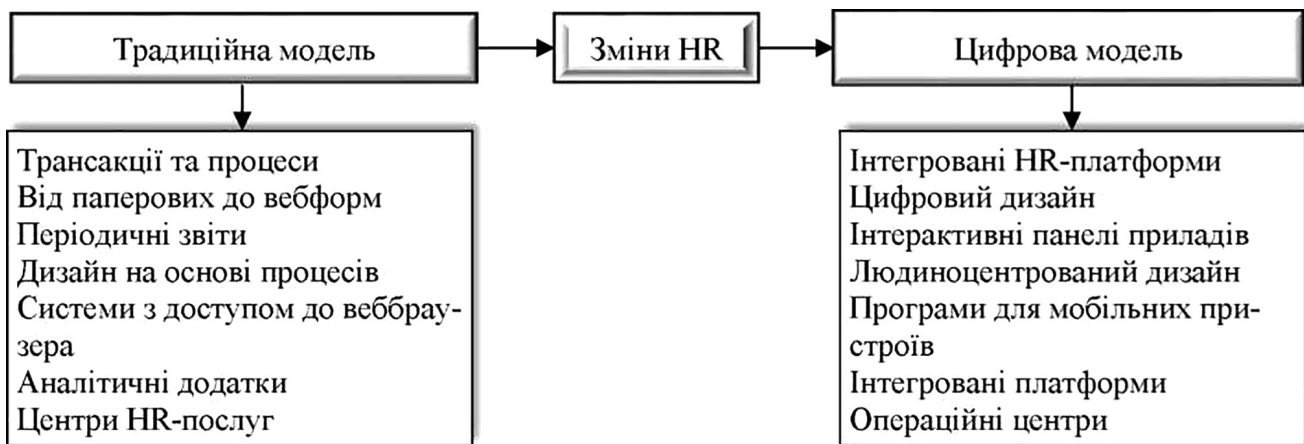 Традиційна модель
Зміни HR
Цифрова модель
Трансакції та процеси
Від паперових до вебформ
Періодичні звіти
Дизайн на основі процесів
Системи з доступом до веббрау-
зера
Аналітичні додатки
Центри HR-послуг
Інтегровані HR-платформи
Цифровий дизайн
Інтерактивні панелі приладів
Людиноцентрований дизайн
Програми для мобільних при-
строїв
Інтегровані платформи
Операційні центри